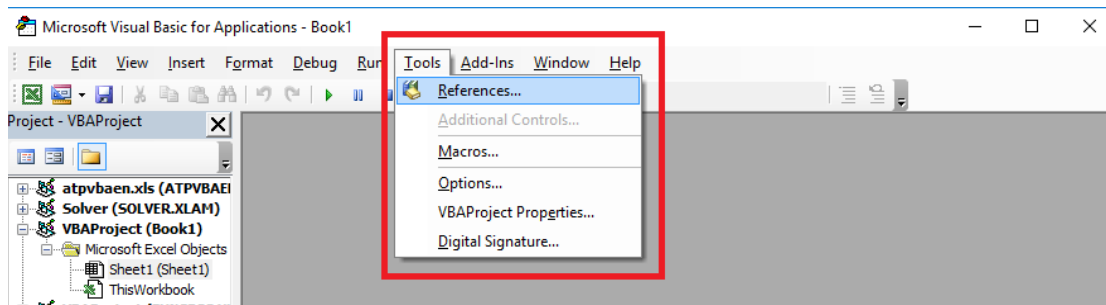 Microsoft Visual Basic for Applications - Book1
File Edit View Insert Format Debug Run Tools Add-Ins Window Help
References...
Project - VBAProject
Additional Controls...
Macros...
Options...
VBAProject Properties...
Digital Signature...
atpvbaen.xls (ATPVBAE
Solver (SOLVER.XLAM)
VBAProject (Book1)
Microsoft Excel Objects
Sheet1 (Sheet1)
ThisWorkbook